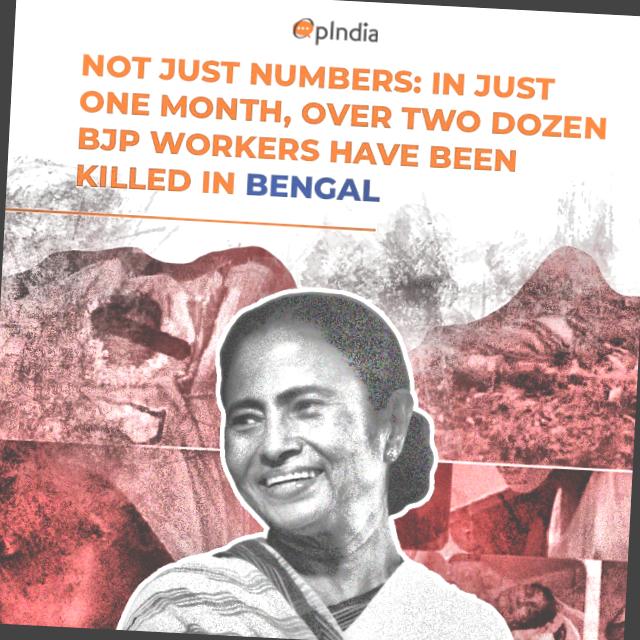 OpIndia
NOT JUST NUMBERS: IN JUST
ONE MONTH, OVER TWO DOZEN
BJP WORKERS HAVE BEEN
KILLED IN BENGAL